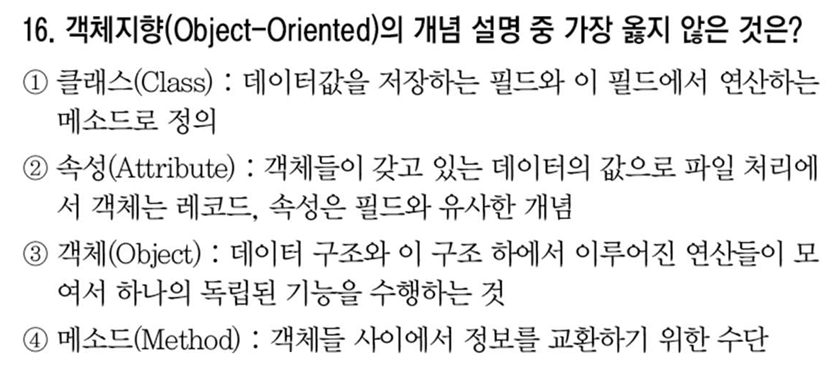 16. 객체지향(Object-Oriented)의 개념 설명 중 가장 옳지 않은 것은?
① 클래스(Class) : 데이터값을 저장하는 필드와 이 필드에서 연산하는
메소드로 정의
② 속성(Attribute) : 객체들이 갖고 있는 데이터의 값으로 파일 처리에
서 객체는 레코드, 속성은 필드와 유사한 개념
③ 객체(Object) : 데이터 구조와 이 구조 하에서 이루어진 연산들이 모
여서 하나의 독립된 기능을 수행하는 것
④ 메소드(Method) : 객체들 사이에서 정보를 교환하기 위한 수단